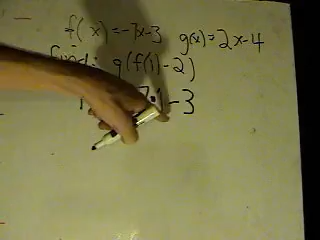 f(x)=-7x-3 g(x)=2x-4
find: g(f(1)-2)
7·1-3